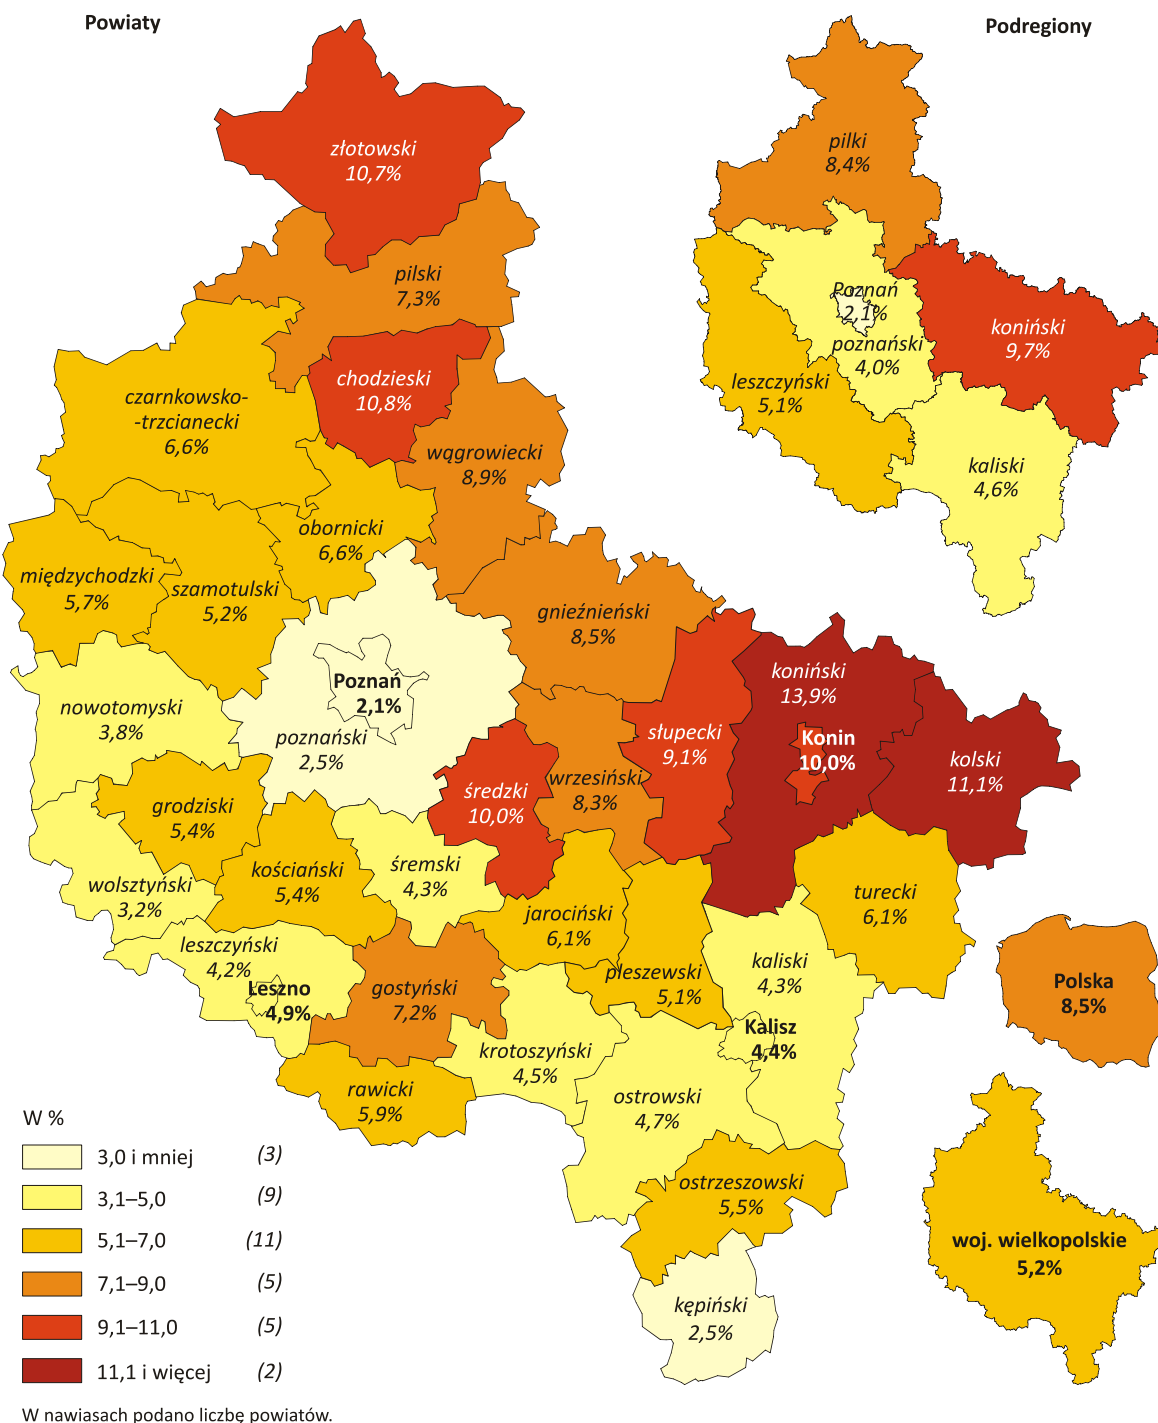 Powiaty
Podregiony
złotowski
10,7%
pilski
7,3%
chodzieski
10,8%
czarnkowsko-
-trzcianecki
6,6%
wągrowiecki
8,9%
obornicki
6,6%
międzychodzki
5,7%
szamotulski
5,2%
gnieźnieński
8,5%
Poznań
2,1%
poznański
2,5%
nowotomyski
3,8%
koniński
13,9%
Konin
10,0%
słupecki
9,1%
kolski
11,1%
wrzesiński
8,3%
średzki
10,0%
grodziski
5,4%
kościański
5,4%
śremski
4,3%
wolsztyński
3,2%
jarociński
6,1%
turecki
6,1%
leszczyński
4,2%
Leszno
4,9%
gostyński
7,2%
pleszewski
5,1%
kaliski
4,3%
Kalisz
4,4%
krotoszyński
4,5%
rawicki
5,9%
ostrowski
4,7%
ostrzeszowski
5,5%
kępiński
2,5%
pilki
8,4%
Poznań
2,1%
poznański
4,0%
koniński
9,7%
leszczyński
5,1%
kaliski
4,6%
Polska
8,5%
woj. wielkopolskie
5,2%
W %
3,0 i mniej (3)
3,1–5,0 (9)
5,1–7,0 (11)
7,1–9,0 (5)
9,1–11,0 (5)
11,1 i więcej (2)
W nawiasach podano liczbę powiatów.